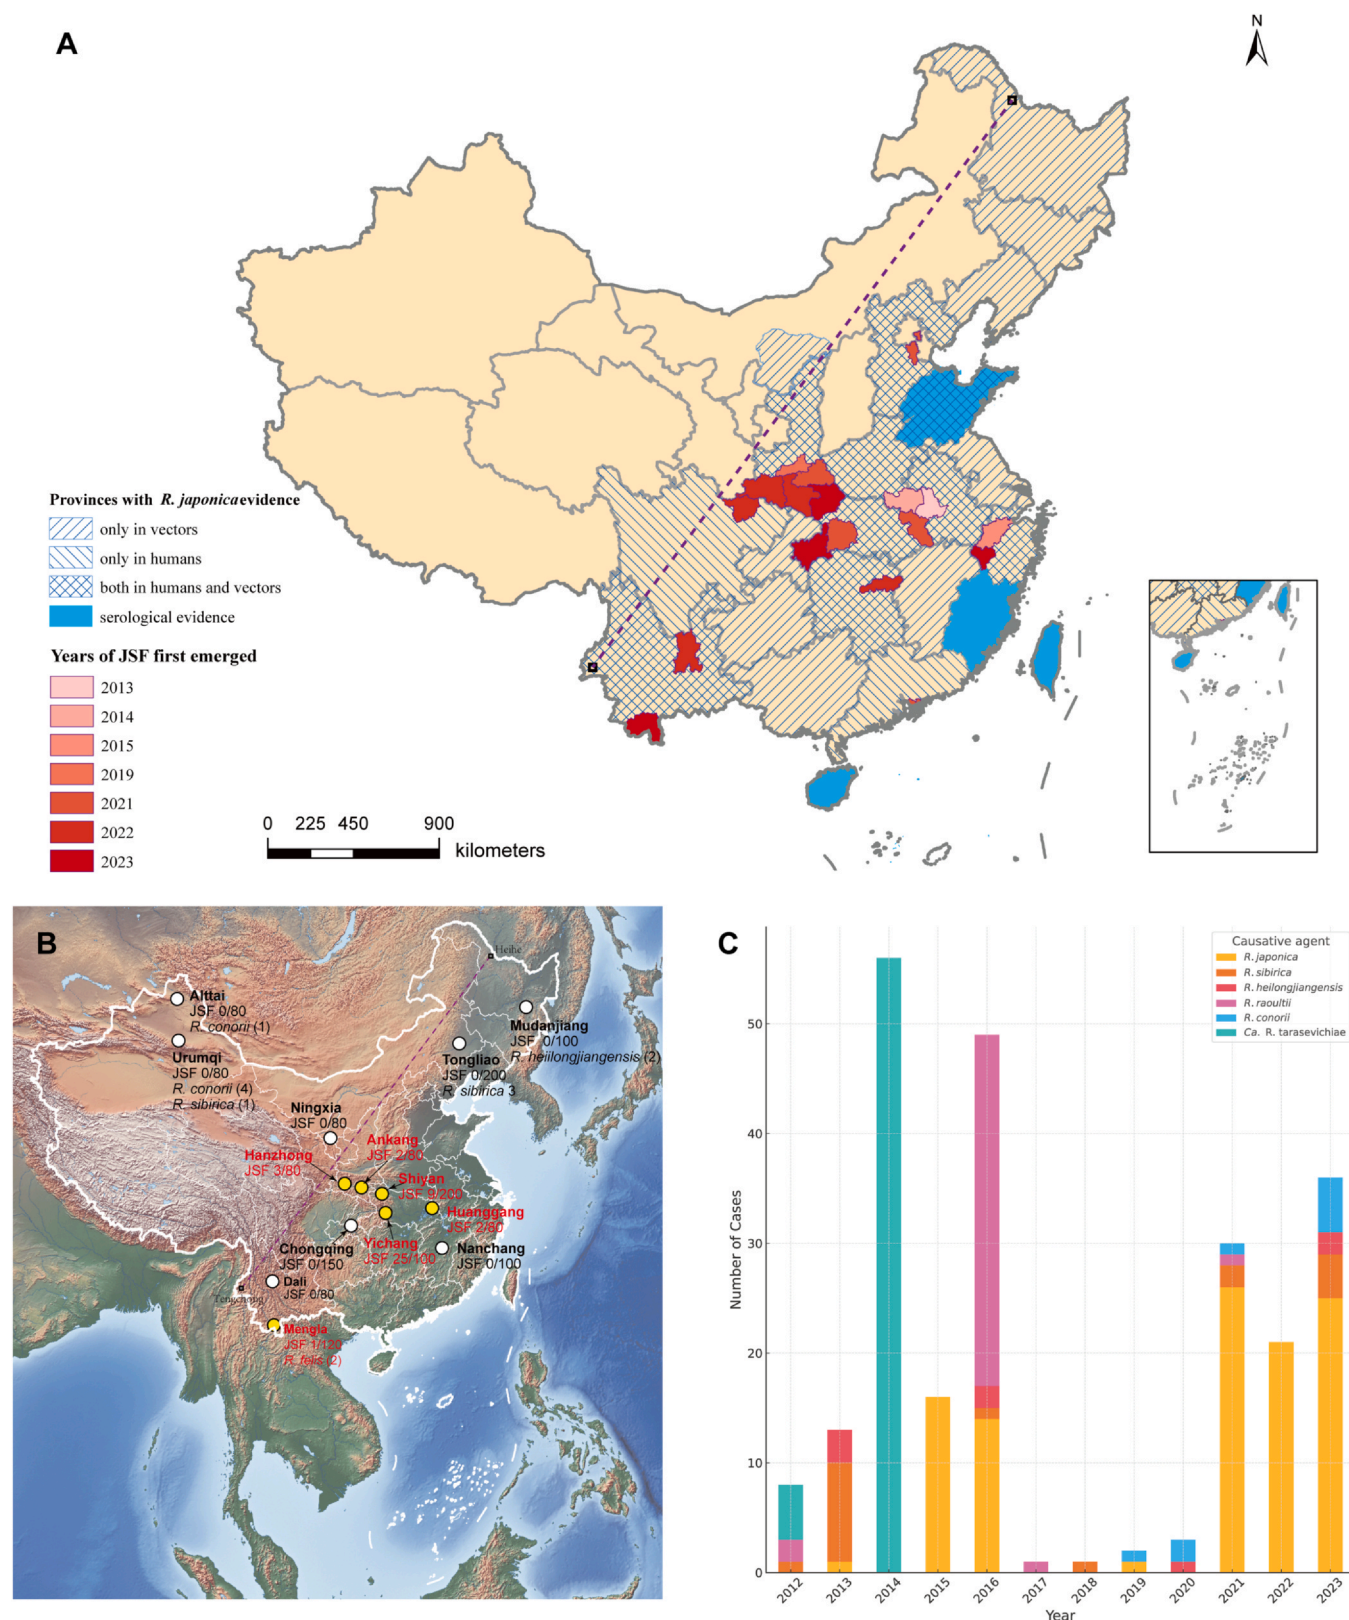 A
N
Provinces with R. japonicaevidence
only in vectors
only in humans
both in humans and vectors
serological evidence
Years of JSF first emerged
2013
2014
2015
2019
2021
2022
2023
0 225 450 900
kilometers
B
Heihe
Alttai
JSF 0/80
R. conorii (1)
Urumqi
JSF 0/80
R. conorii (4)
R. sibirica (1)
Mudanjiang
JSF 0/100
R. heiilongjiangensis (2)
Tongliao
JSF 0/200
R. sibirica 3
Ningxia
JSF 0/80
Ankang
JSF 2/80
Hanzhong
JSF 3/80
Shiyan
JSF 9/200
Huanggang
JSF 2/80
Yichang
JSF 25/100
Chongqing
JSF 0/150
Nanchang
JSF 0/100
Dali
JSF 0/80
Tengchong
Mengla
JSF 1/120
R. felis (2)
C
Causative agent
R. japonica
R. sibirica
R. heilongjiangensis
R. raoultii
R. conorii
Ca. R. tarasevichiae
Number of Cases
50
40
30
20
10
0
2012 2013 2014 2015 2016 2017 2018 2019 2020 2021 2022 2023
Year